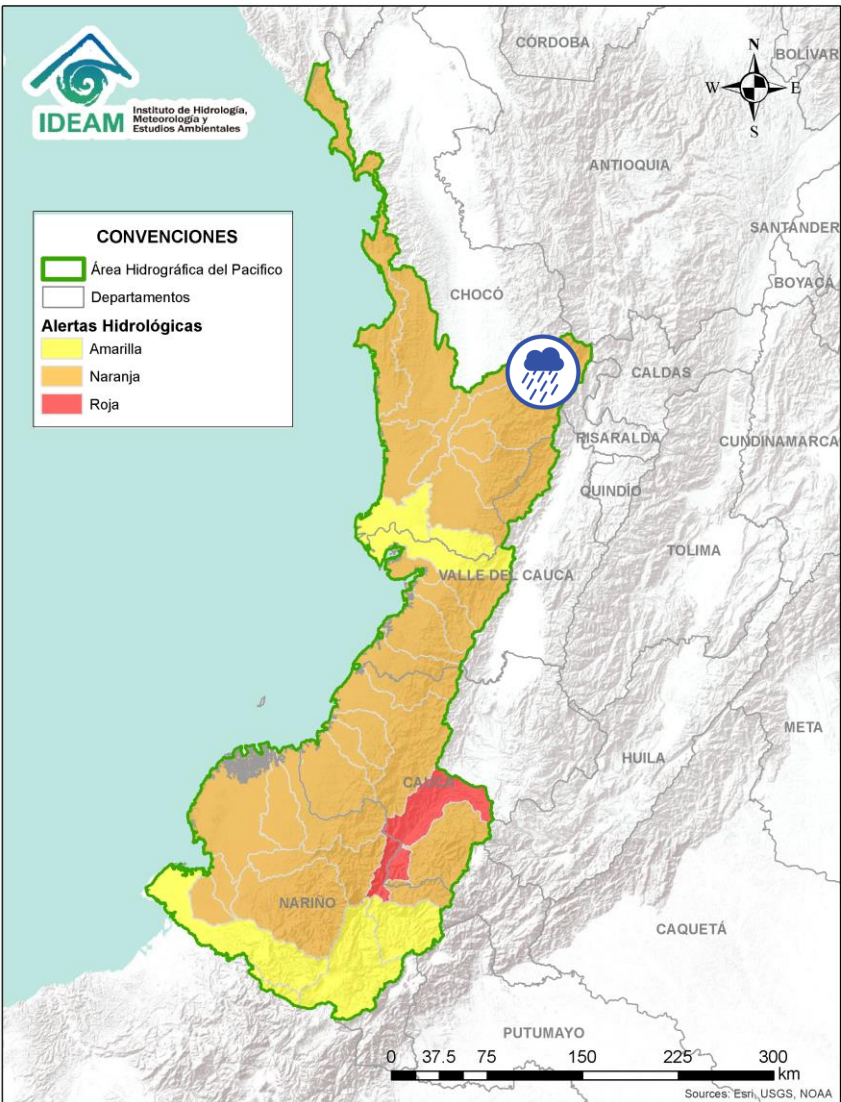 IDEAM
Instituto de Hidrología,
Meteorología y
Estudios Ambientales
N
W
E
S
CÓRDOBA
BOLIVAR
ANTIOQUIA
SANTANDER
BOYACÁ
CHOCÓ
CALDAS
RISARALDA
CUNDINAMARCA
QUINDÍO
TOLIMA
VALLE DEL CAUCA
META
HUILA
CAUCA
NARIÑO
CAQUETÁ
PUTUMAYO
CONVENCIONES
Área Hidrográfica del Pacifico
Departamentos
Alertas Hidrológicas
Amarilla
Naranja
Roja
0 37.5 75 150 225 300
km
Sources: Esri, USGS, NOAA